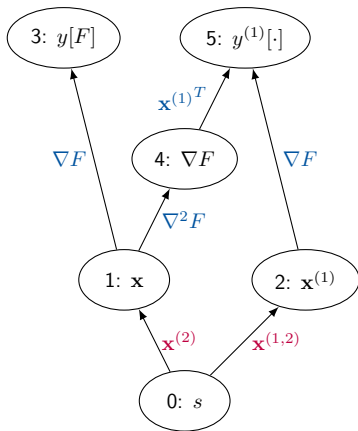 3: y[F] 5: y⁽¹⁾[·]
𝐱⁽¹⁾ᵀ
∇F 4: ∇F ∇F
∇²F
1: 𝐱 2: 𝐱⁽¹⁾
𝐱⁽²⁾ 𝐱⁽¹,²⁾
0: s